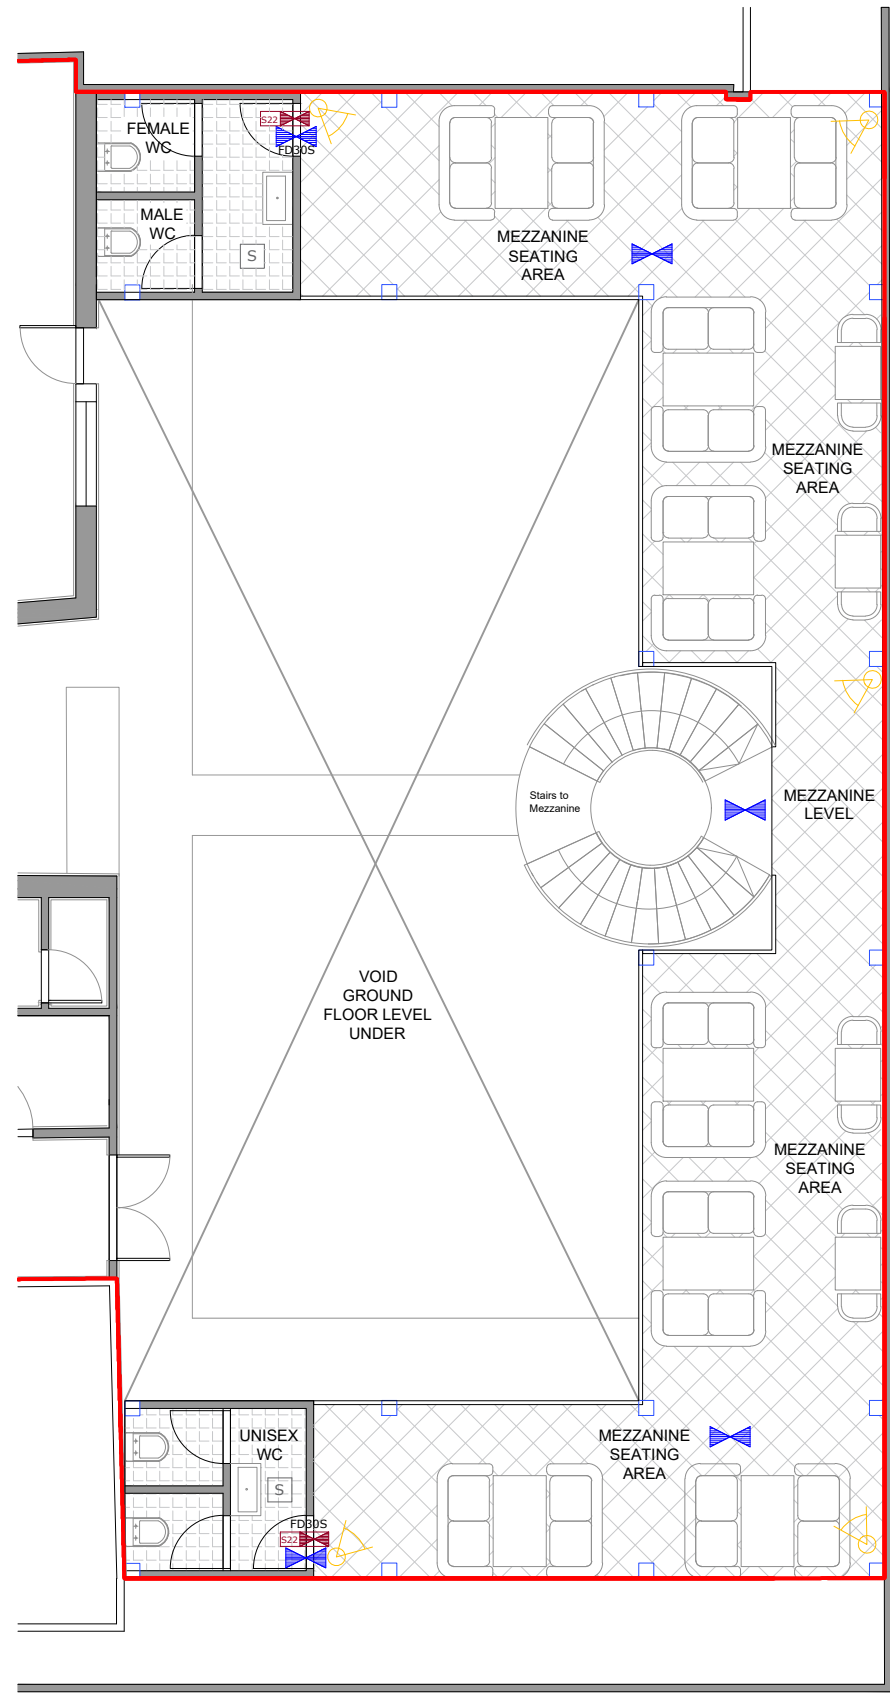 FEMALE
WC
S22
FD30S
MALE
WC
S
MEZZANINE
SEATING
AREA
MEZZANINE
SEATING
AREA
Stairs to
Mezzanine
MEZZANINE
LEVEL
VOID
GROUND
FLOOR LEVEL
UNDER
MEZZANINE
SEATING
AREA
UNISEX
WC
S
FD30S
S22
MEZZANINE
SEATING
AREA